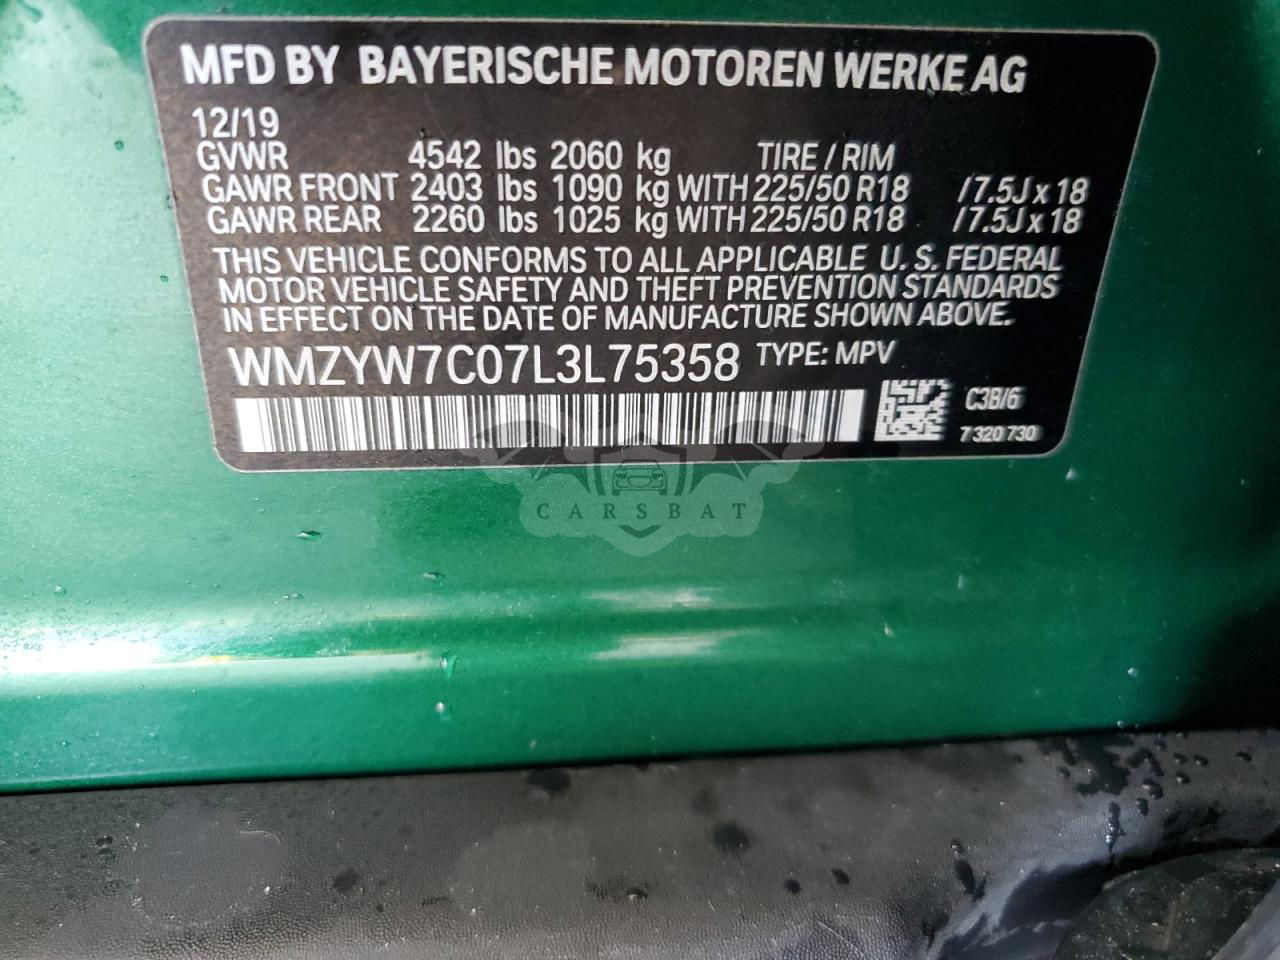 MFD BY BAYERISCHE MOTOREN WERKE AG
12/19
GVWR 4542 lbs 2060 kg TIRE / RIM
GAWR FRONT 2403 lbs 1090 kg WITH 225/50 R18 /7.5J x 18
GAWR REAR 2260 lbs 1025 kg WITH 225/50 R18 /7.5J x 18
THIS VEHICLE CONFORMS TO ALL APPLICABLE U. S. FEDERAL
MOTOR VEHICLE SAFETY AND THEFT PREVENTION STANDARDS
IN EFFECT ON THE DATE OF MANUFACTURE SHOWN ABOVE.
WMZYW7C07L3L75358 TYPE: MPV
C3B/6
7 320 730
CARSBAT